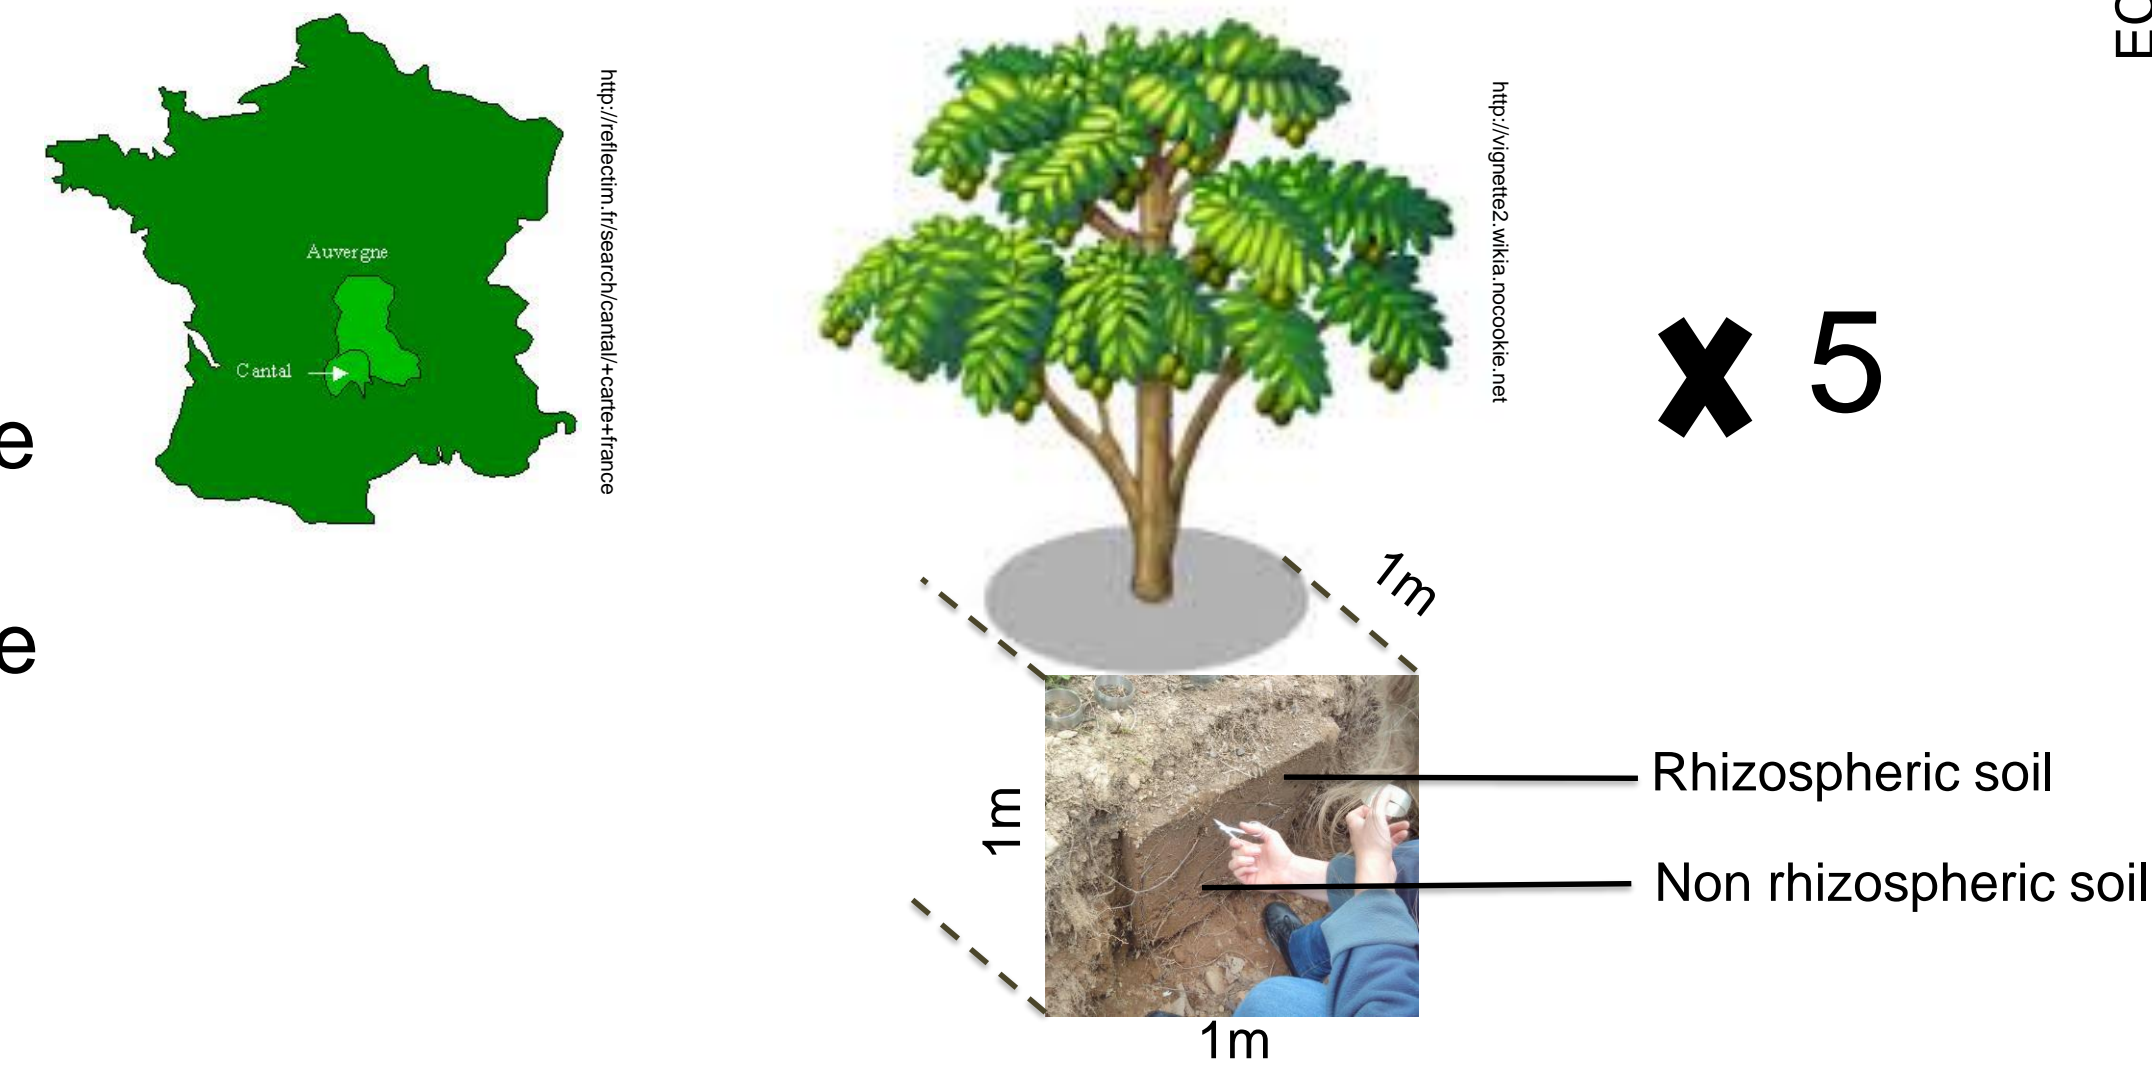 Auvergne
Cantal
http://reflectim.fr/search/cantal/+carte+france
http://vignette2.wikia.nocookie.net
x 5
1m
1m
1m
Rhizospheric soil
Non rhizospheric soil
e
e
EC